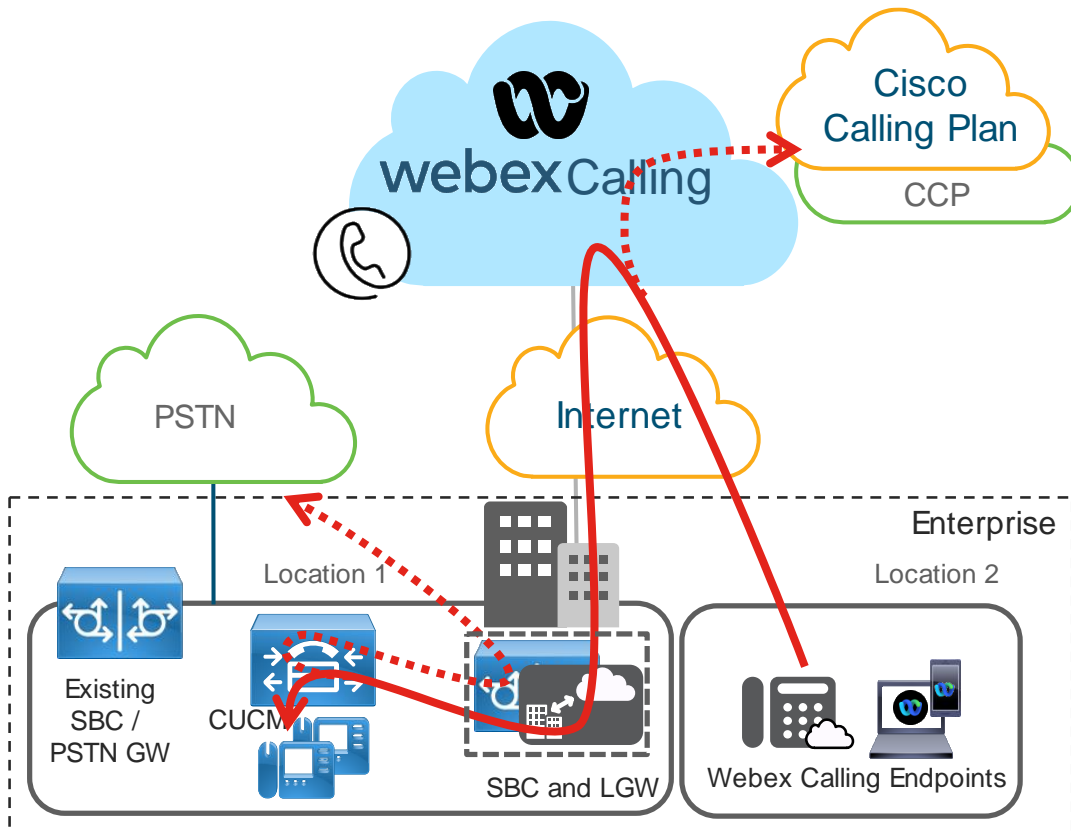 Cisco
Calling Plan
CCP
webex Calling
PSTN
Internet
Enterprise
Location 1
Location 2
Existing
SBC /
PSTN GW
CUCM
SBC and LGW
Webex Calling Endpoints